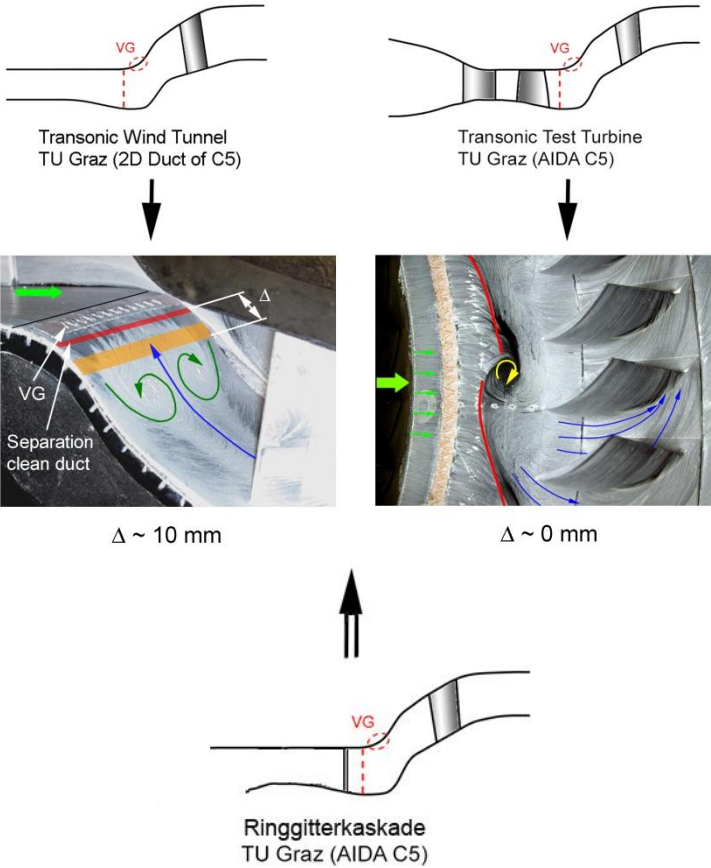 VG
Transonic Wind Tunnel
TU Graz (2D Duct of C5)
VG
Transonic Test Turbine
TU Graz (AIDA C5)
Δ
VG
Separation
clean duct
Δ ~ 10 mm
Δ ~ 0 mm
VG
Ringgitterkaskade
TU Graz (AIDA C5)